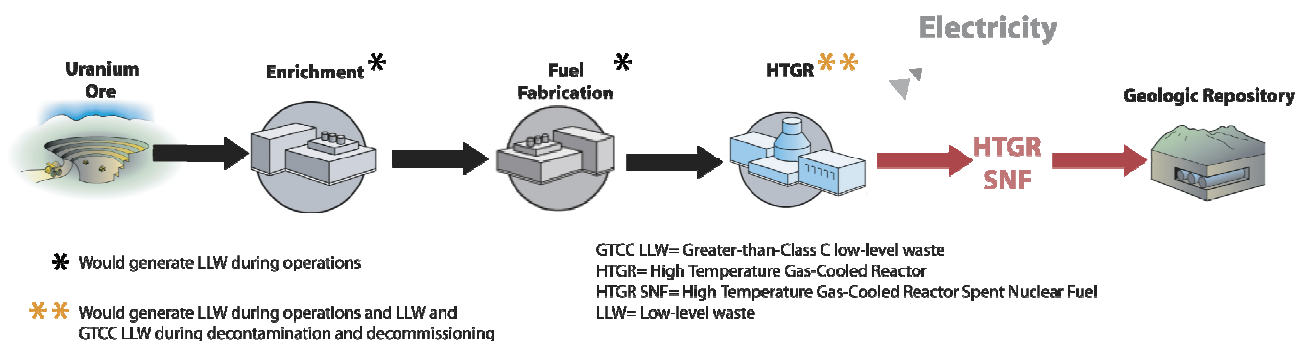 Electricity
Uranium
Ore
Enrichment*
Fuel
Fabrication*
HTGR**
Geologic Repository
HTGR
SNF
* Would generate LLW during operations
** Would generate LLW during operations and LLW and
GTCC LLW during decontamination and decommissioning
GTCC LLW= Greater-than-Class C low-level waste
HTGR= High Temperature Gas-Cooled Reactor
HTGR SNF= High Temperature Gas-Cooled Reactor Spent Nuclear Fuel
LLW= Low-level waste